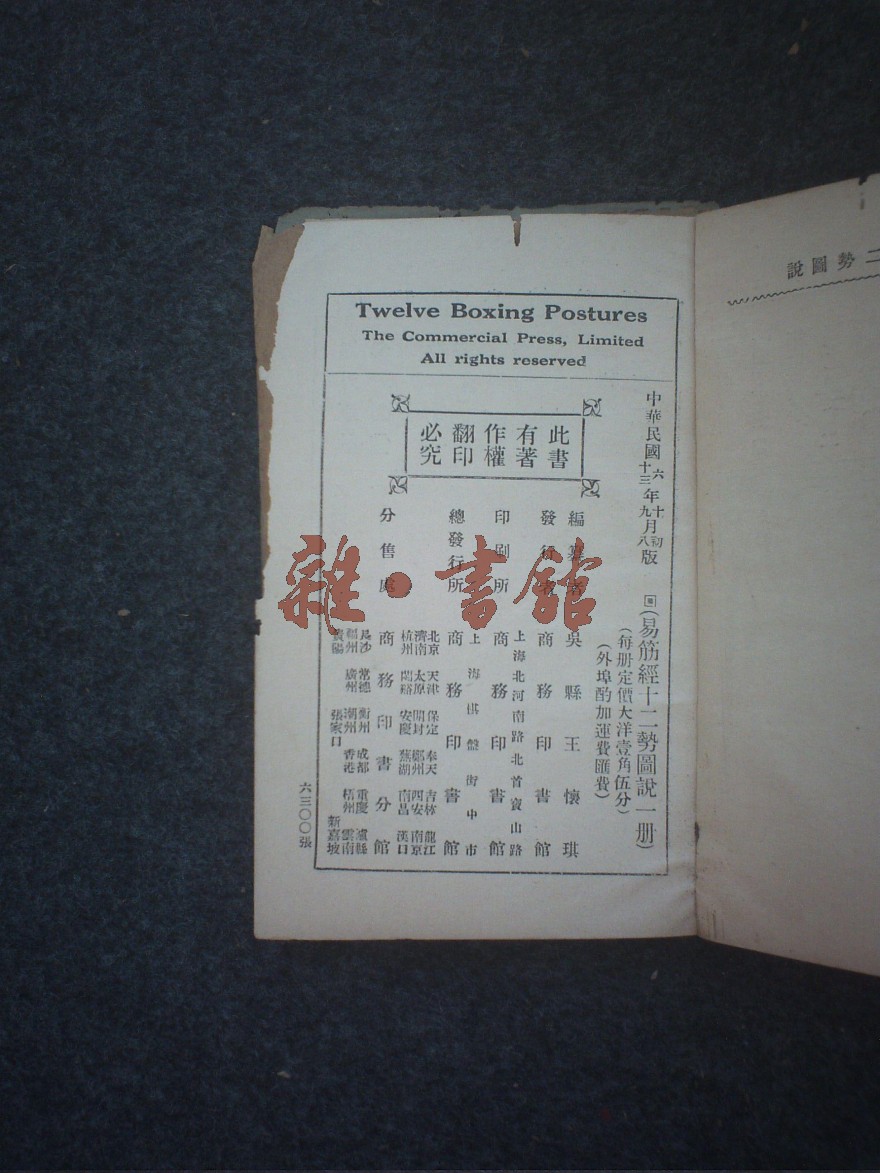 Twelve Boxing Postures
The Commercial Press, Limited
All rights reserved
此書
有著
作權
翻印
必究
中華民國六年十月初版
十三年九月八版
(易筋經十二勢圖說一册)
(每册定價大洋壹角伍分)
(外埠酌加運費匯費)
編纂者 吳縣王懷琪
發行者 商務印書館
上海北河南路北首寶山路
印刷所 商務印書館
上海棋盤街中市
總發行所 商務印書館
北京 天津 保定 奉天 吉林 龍江
濟南 太原 開封 鄭州 西安 南京
杭州 蘭谿 安慶 蕪湖 南昌 漢口
分售處 商務印書分館
長沙 常德 衡州 成都 重慶 瀘縣
福州 廣州 潮州 香港 梧州 雲南
貴陽 張家口 新嘉坡
六三〇〇張
二勢圖說
雜·書館